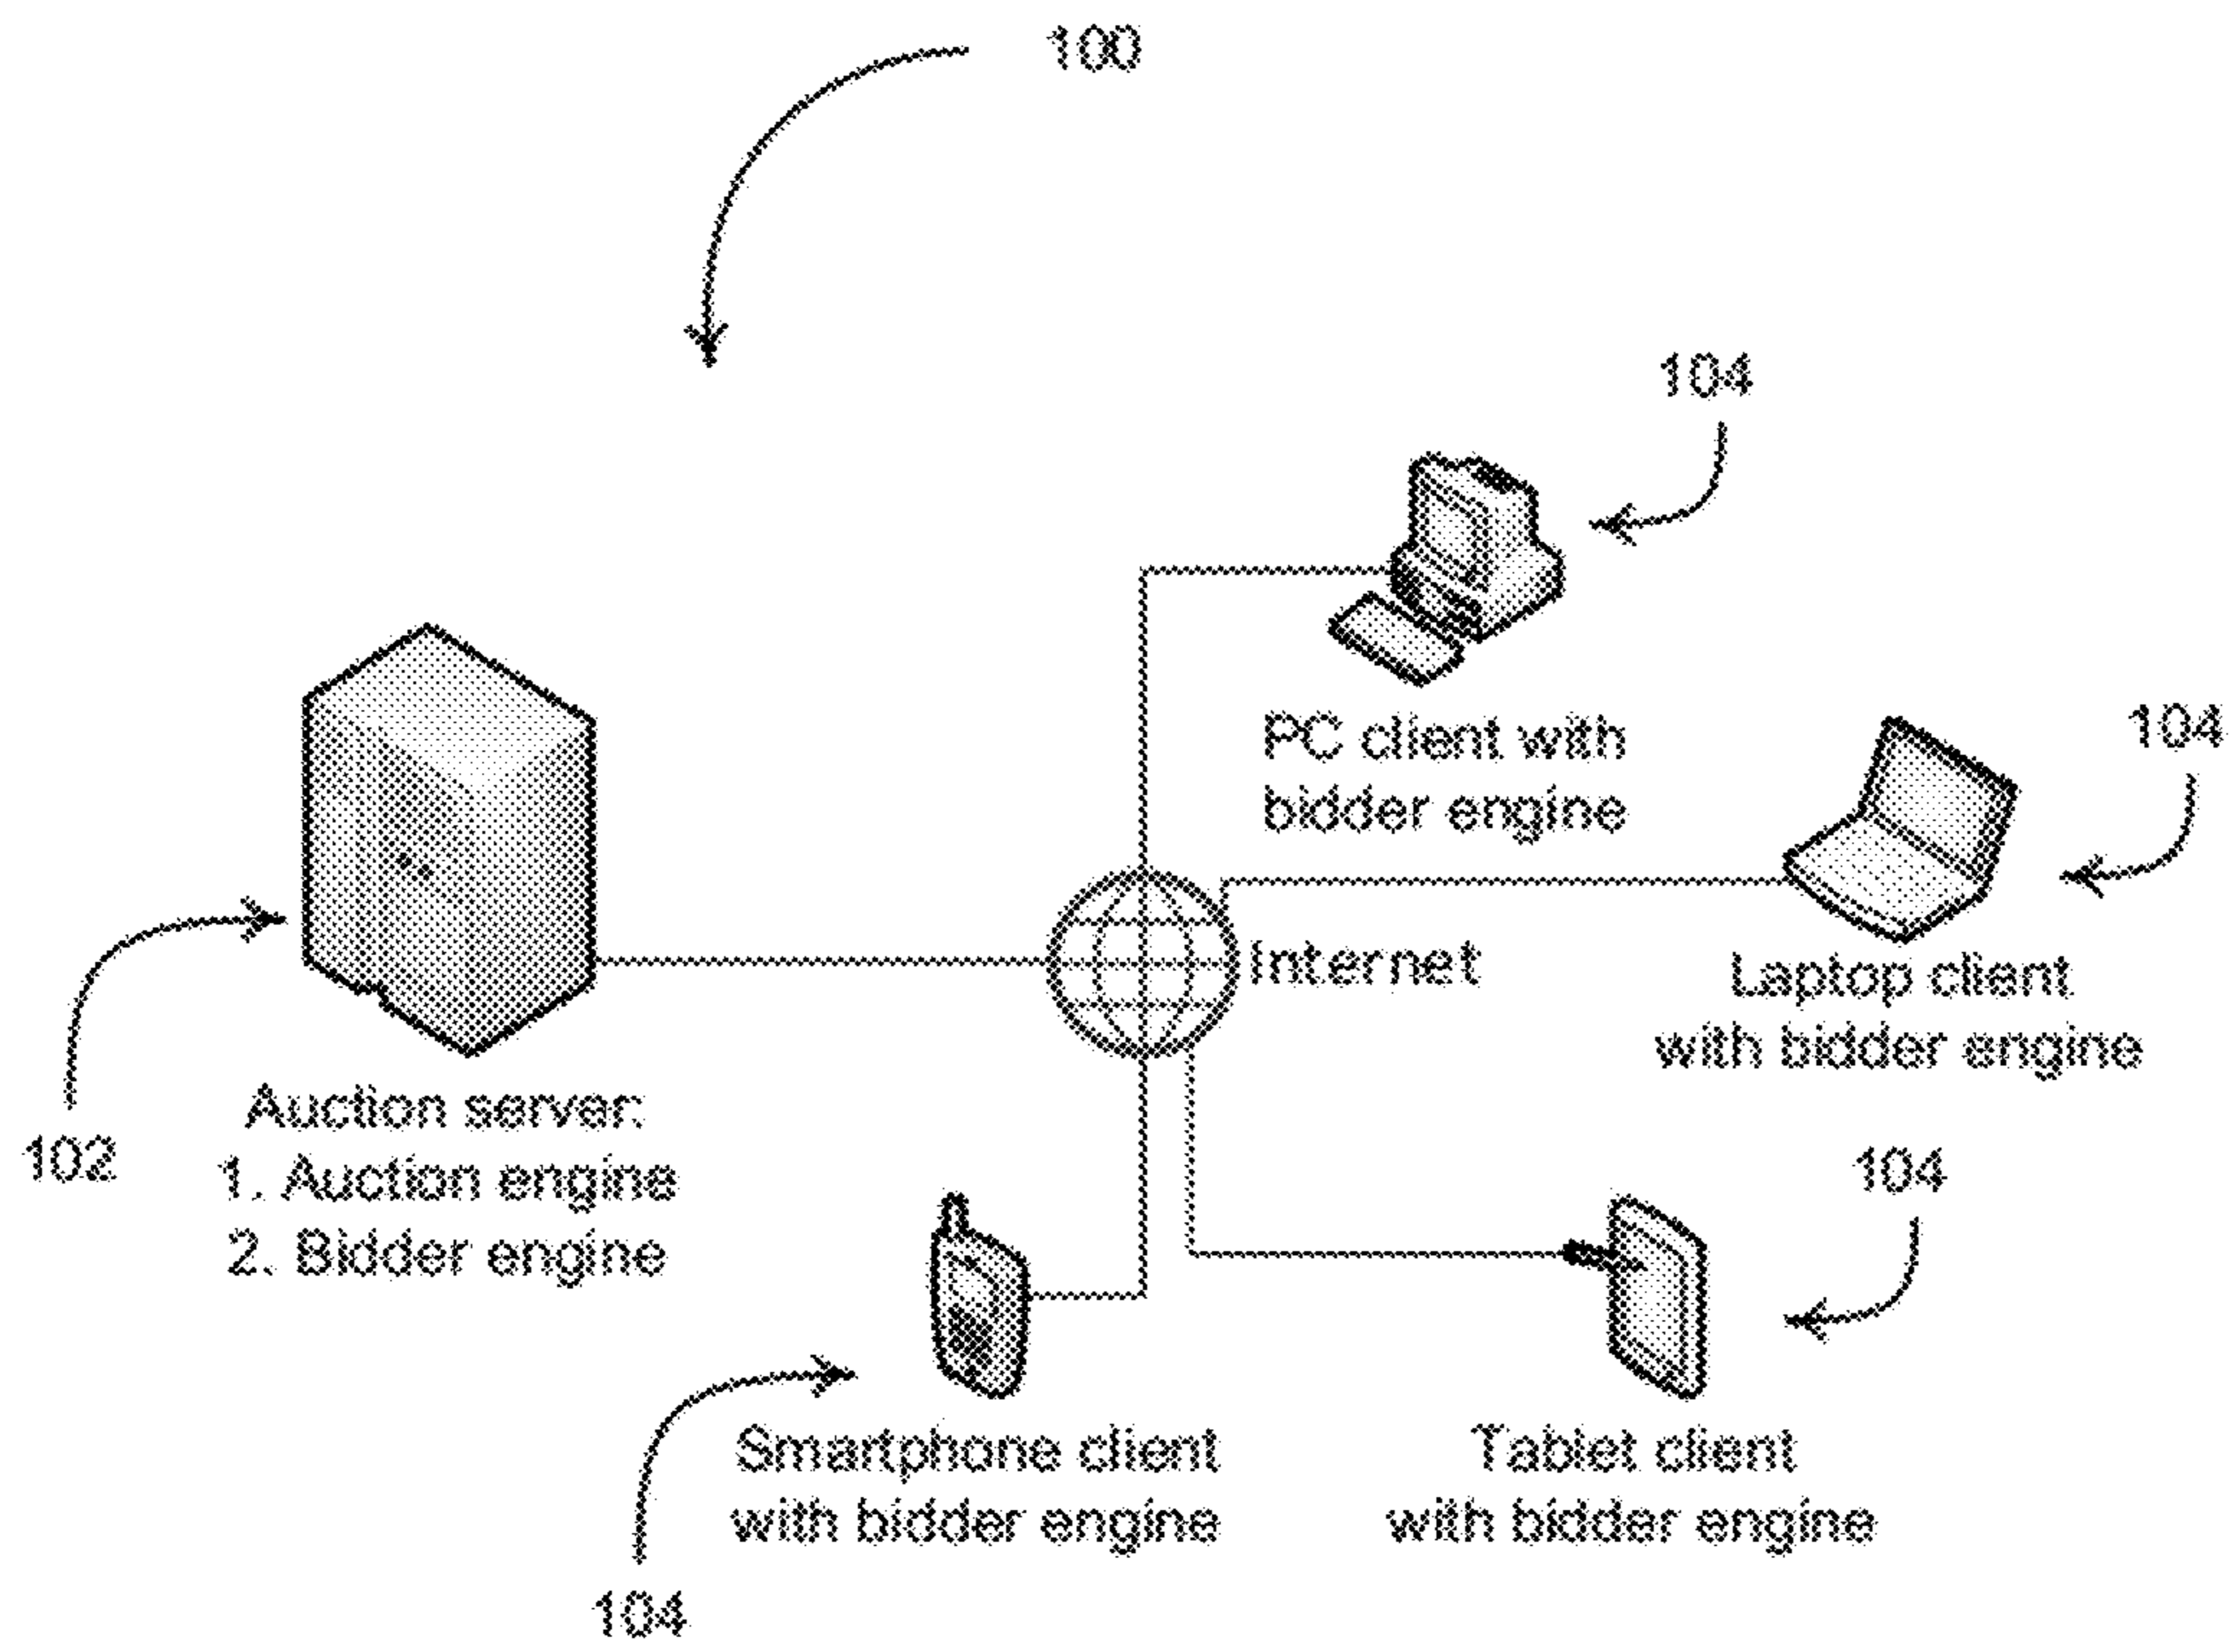 100
104
PC client with
bidder engine
104
Internet
Laptop client
with bidder engine
102
Auction server:
1. Auction engine
2. Bidder engine
104
Smartphone client
with bidder engine
Tablet client
with bidder engine
104